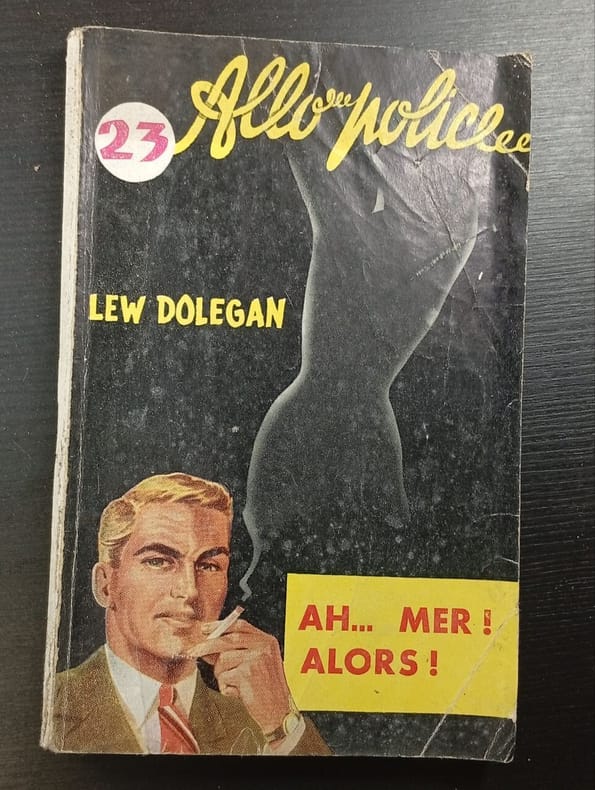 Allo... police...
23
LEW DOLEGAN
AH... MER !
ALORS !